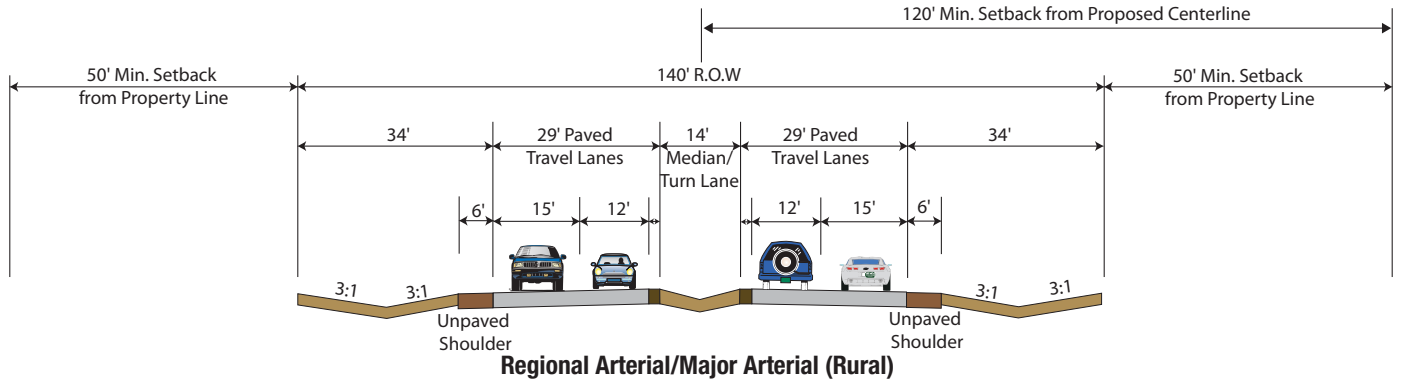 120' Min. Setback from Proposed Centerline
50' Min. Setback
from Property Line
140' R.O.W
50' Min. Setback
from Property Line
34'
29' Paved
Travel Lanes
14'
Median/
Turn Lane
29' Paved
Travel Lanes
34'
6'
15'
12'
12'
15'
6'
3:1
3:1
3:1
3:1
Unpaved
Shoulder
Unpaved
Shoulder
Regional Arterial/Major Arterial (Rural)